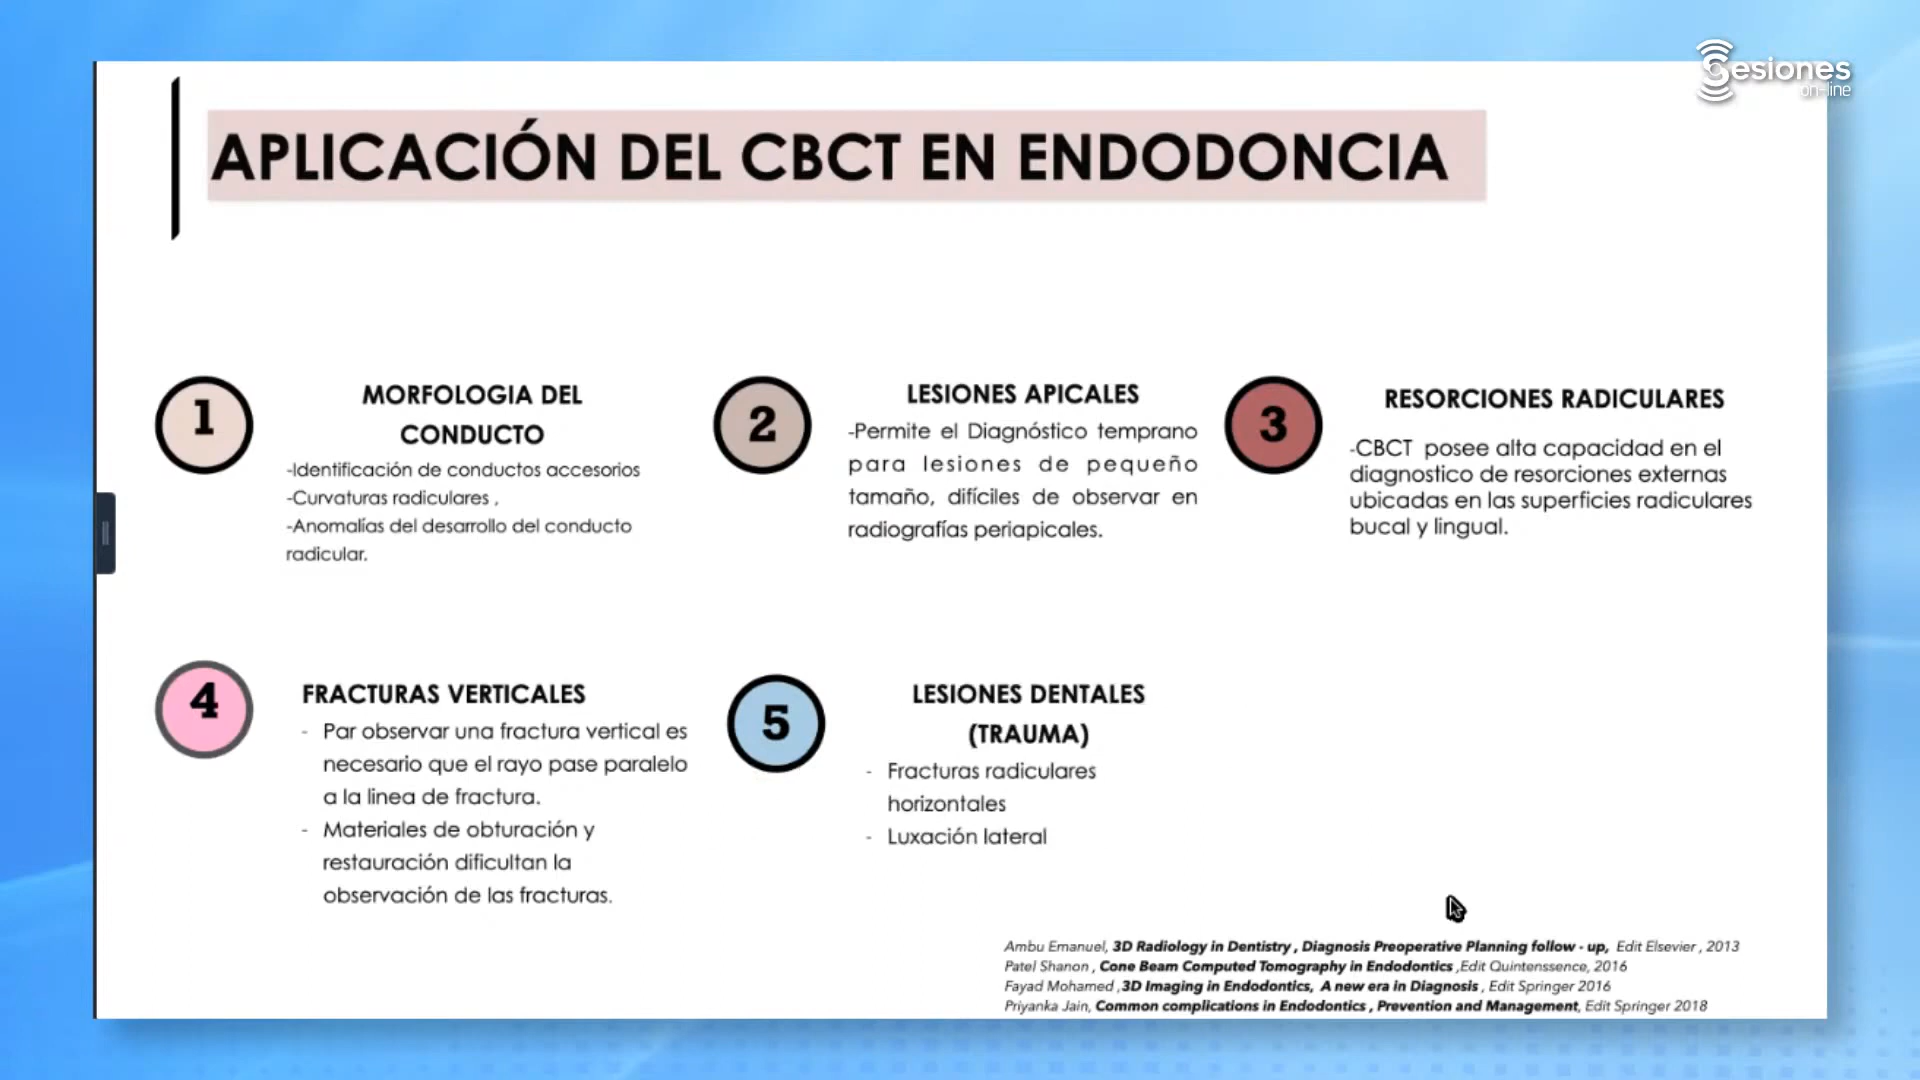 Sesiones
on-line
APLICACIÓN DEL CBCT EN ENDODONCIA
1
MORFOLOGIA DEL
CONDUCTO
-Identificación de conductos accesorios
-Curvaturas radiculares ,
-Anomalías del desarrollo del conducto
radicular.
2
LESIONES APICALES
-Permite el Diagnóstico temprano
para lesiones de pequeño
tamaño, difíciles de observar en
radiografías periapicales.
3
RESORCIONES RADICULARES
-CBCT posee alta capacidad en el
diagnostico de resorciones externas
ubicadas en las superficies radiculares
bucal y lingual.
4
FRACTURAS VERTICALES
- Par observar una fractura vertical es
necesario que el rayo pase paralelo
a la linea de fractura.
- Materiales de obturación y
restauración dificultan la
observación de las fracturas.
5
LESIONES DENTALES
(TRAUMA)
- Fracturas radiculares
horizontales
- Luxación lateral
Ambu Emanuel, 3D Radiology in Dentistry , Diagnosis Preoperative Planning follow - up, Edit Elsevier , 2013
Patel Shanon , Cone Beam Computed Tomography in Endodontics ,Edit Quintenssence, 2016
Fayad Mohamed ,3D Imaging in Endodontics, A new era in Diagnosis , Edit Springer 2016
Priyanka Jain, Common complications in Endodontics , Prevention and Management, Edit Springer 2018